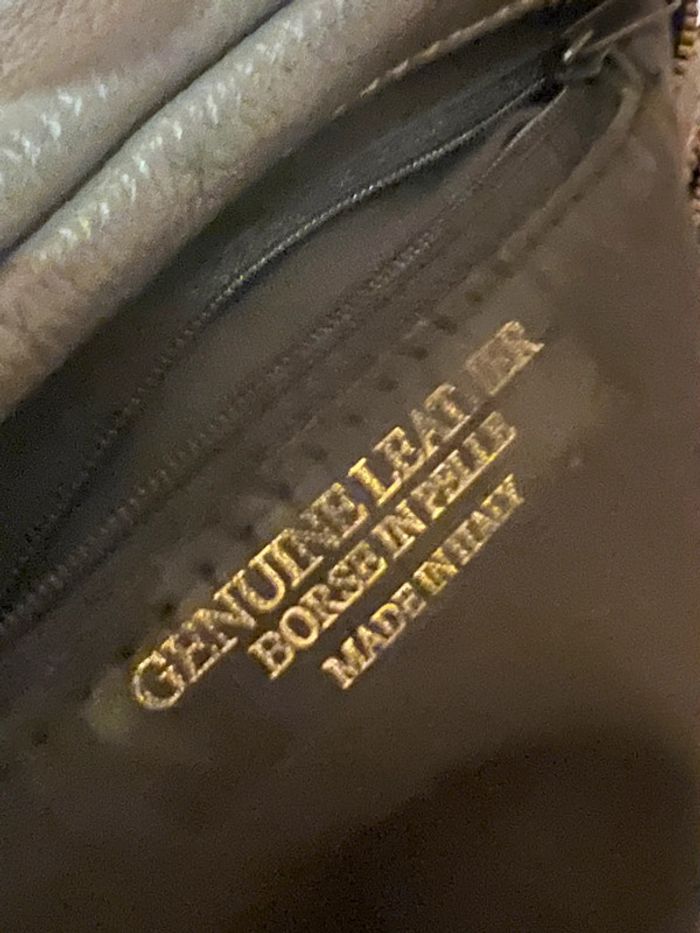 GENUINE LEATHER
BORSE IN PELLE
MADE IN ITALY